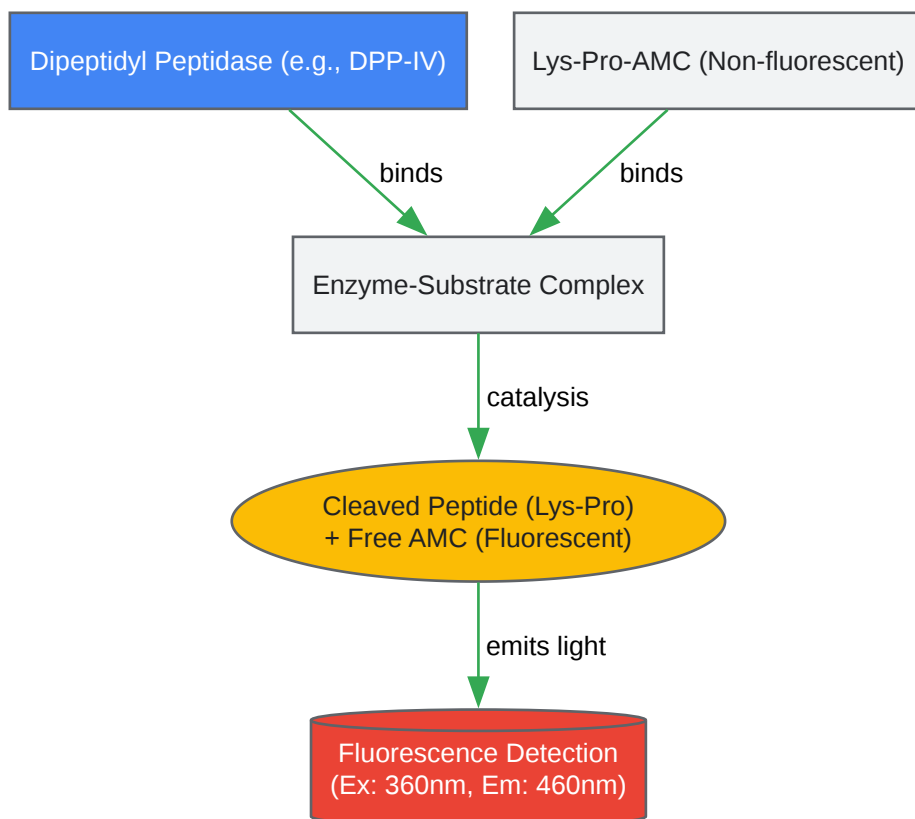 Dipeptidyl Peptidase (e.g., DPP-IV)
Lys-Pro-AMC (Non-fluorescent)
binds
binds
Enzyme-Substrate Complex
catalysis
Cleaved Peptide (Lys-Pro)
+ Free AMC (Fluorescent)
emits light
Fluorescence Detection
(Ex: 360nm, Em: 460nm)